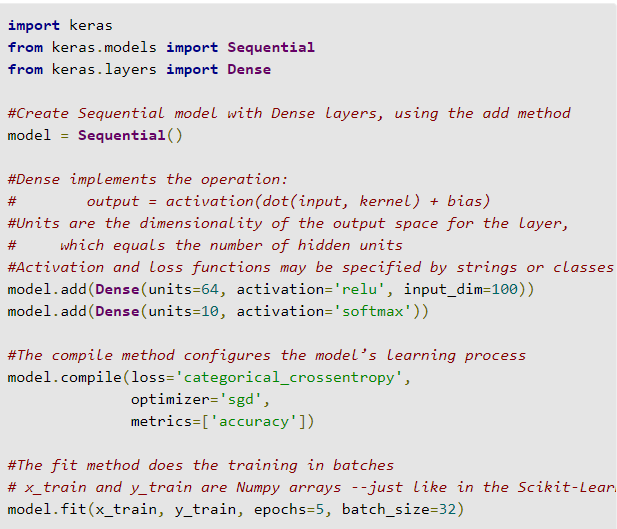 import keras
from keras.models import Sequential
from keras.layers import Dense
#Create Sequential model with Dense layers, using the add method
model = Sequential()
#Dense implements the operation:
#        output = activation(dot(input, kernel) + bias)
#Units are the dimensionality of the output space for the layer,
#     which equals the number of hidden units
#Activation and loss functions may be specified by strings or classes
model.add(Dense(units=64, activation='relu', input_dim=100))
model.add(Dense(units=10, activation='softmax'))
#The compile method configures the model’s learning process
model.compile(loss='categorical_crossentropy',
              optimizer='sgd',
              metrics=['accuracy'])
#The fit method does the training in batches
# x_train and y_train are Numpy arrays --just like in the Scikit-Lear
model.fit(x_train, y_train, epochs=5, batch_size=32)